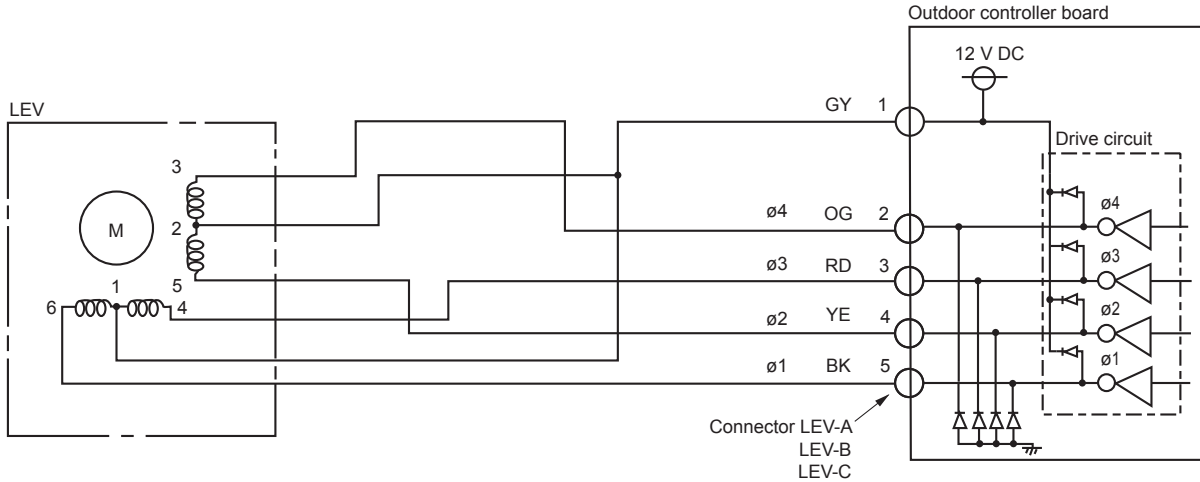 Outdoor controller board
12 V DC
LEV
GY 1
Drive circuit
3
ø4 OG 2
ø4
M
2
ø3 RD 3
ø3
5
1
6
4
ø2 YE 4
ø2
ø1 BK 5
ø1
Connector LEV-A
LEV-B
LEV-C